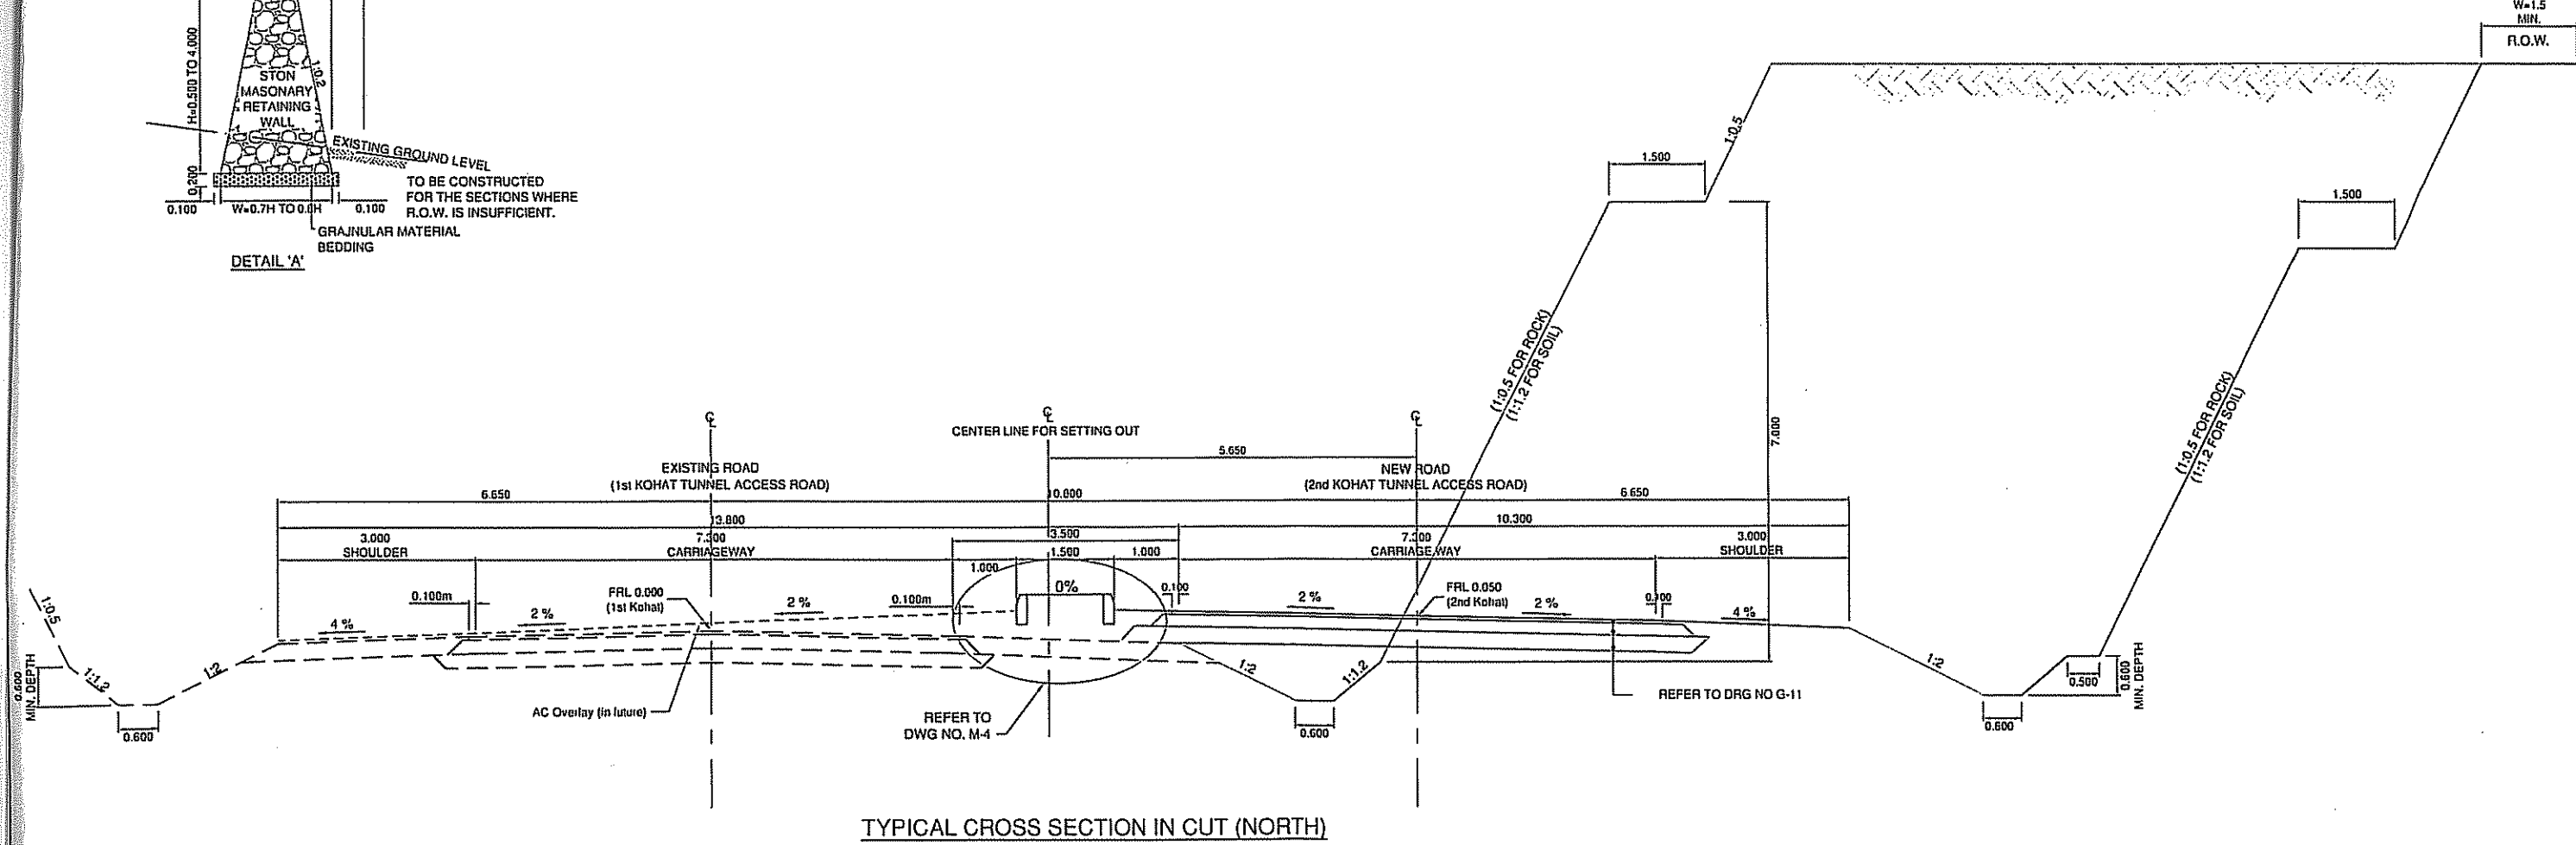 W=1.5
MIN.
R.O.W.
H=0.500 TO 4.000
1:0.2
STON
MASONARY
RETAINING
WALL
EXISTING GROUND LEVEL
0.200
TO BE CONSTRUCTED
FOR THE SECTIONS WHERE
R.O.W. IS INSUFFICIENT.
0.100
0.100
GRAJNULAR MATERIAL
BEDDING
DETAIL 'A'
1:0.5
1.500
1.500
(1:0.5 FOR ROCK)
(1:1.2 FOR SOIL)
7.000
(1:0.5 FOR ROCK)
(1:1.2 FOR SOIL)
CENTER LINE FOR SETTING OUT
5.650
EXISTING ROAD
(1st KOHAT TUNNEL ACCESS ROAD)
NEW ROAD
(2nd KOHAT TUNNEL ACCESS ROAD)
6.650
6 650
13.800
10.300
3.000
7.300
3.500
7.300
3.000
SHOULDER
CARRIAGEWAY
1.500
1.000
CARRIAGE WAY
SHOULDER
1.000
0%
1:0.5
0.100m
FRL 0.000
(1st Kohat)
2 %
0.100m
0.100
2 %
FRL 0.050
(2nd Kohat)
2 %
4 %
2 %
4 %
0.600
MIN. DEPTH
1:1.2
1:2
1:2
1:1.2
1:2
0.500
0.600
MIN. DEPTH
AC Overlay (in future)
REFER TO
DWG NO. M-4
REFER TO DRG NO G-11
0.600
0.600
0.600
TYPICAL CROSS SECTION IN CUT (NORTH)